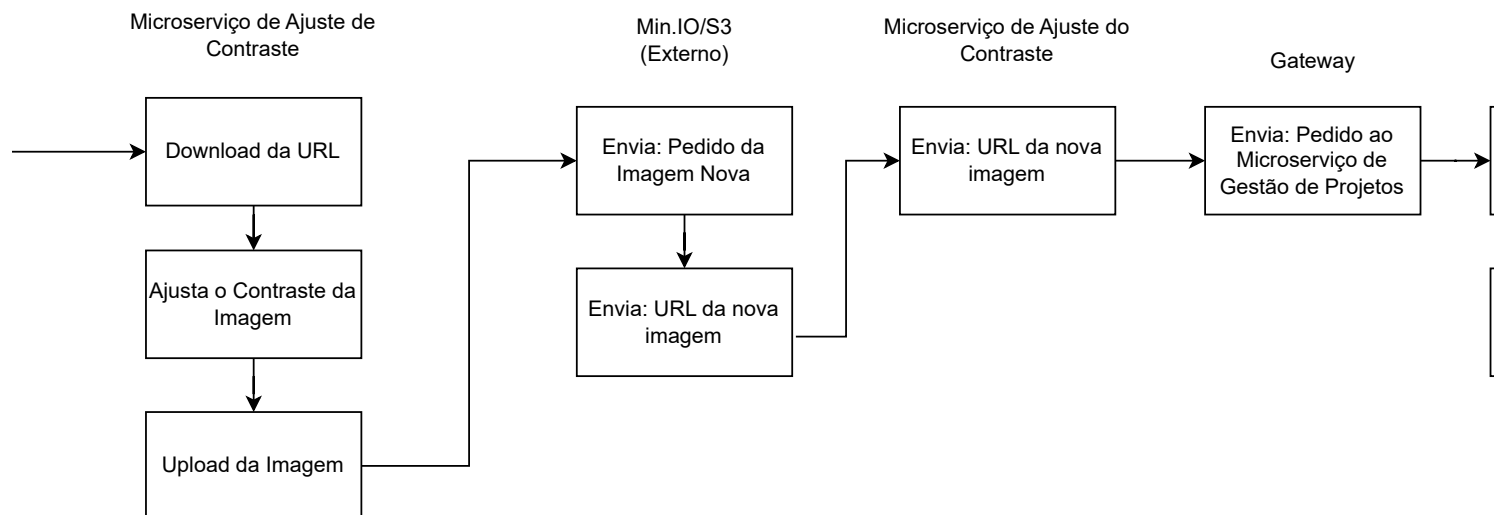 Microserviço de Ajuste de
Contraste
Download da URL
Ajusta o Contraste da
Imagem
Upload da Imagem
Min.IO/S3
(Externo)
Envia: Pedido da
Imagem Nova
Envia: URL da nova
imagem
Microserviço de Ajuste do
Contraste
Envia: URL da nova
imagem
Gateway
Envia: Pedido ao
Microserviço de
Gestão de Projetos